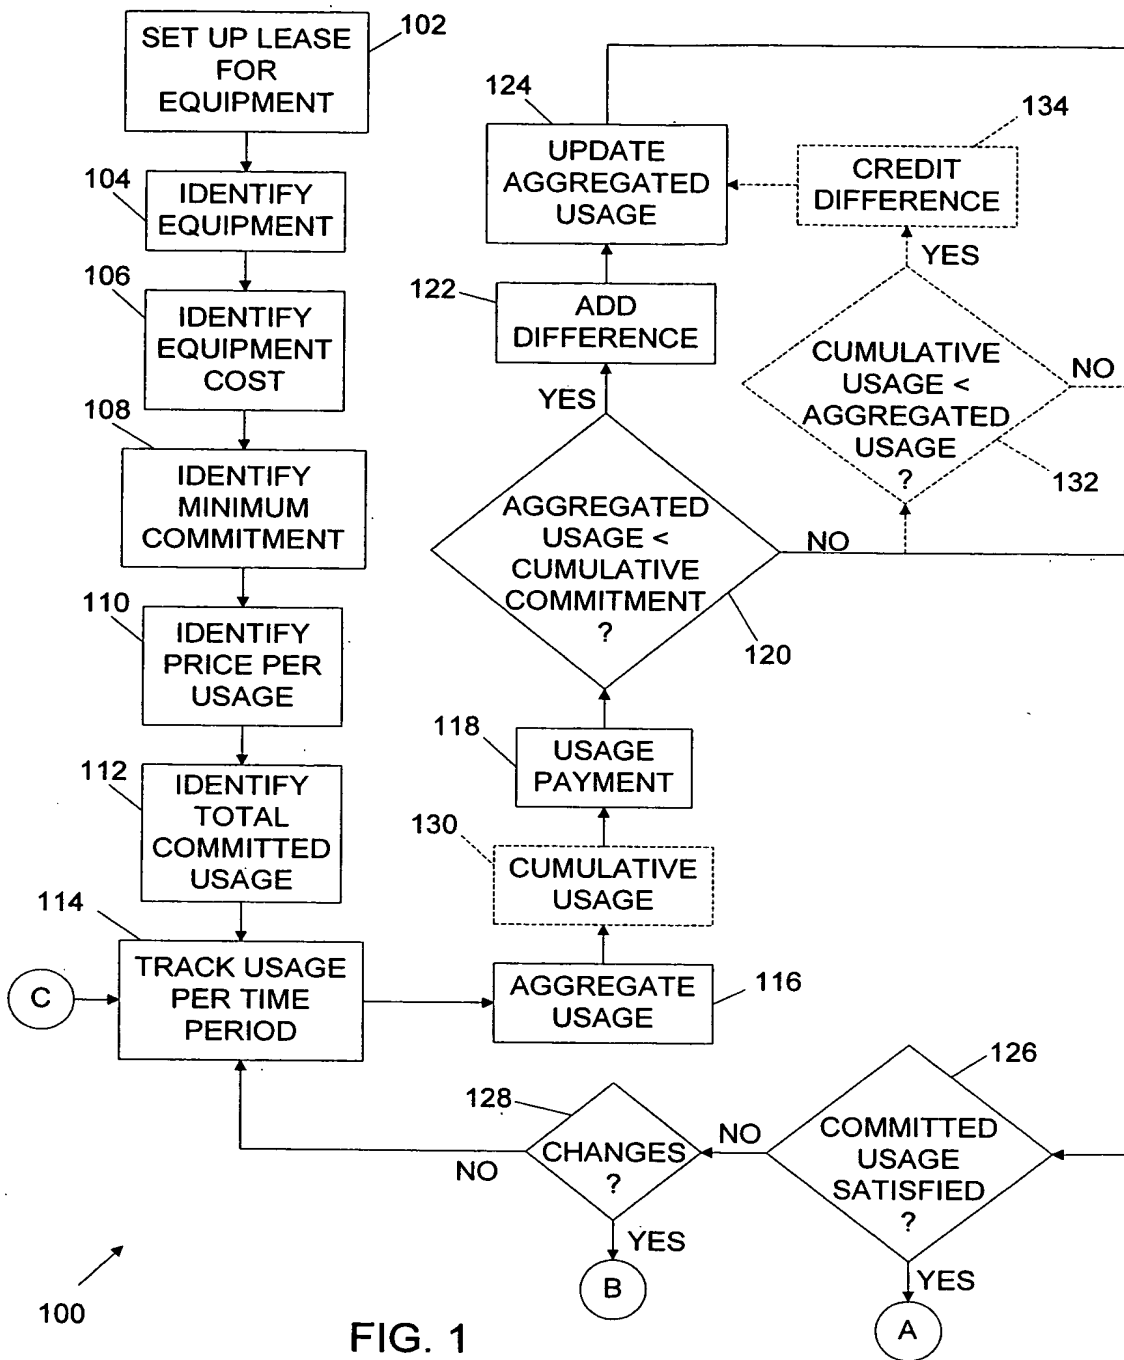 SET UP LEASE
FOR
EQUIPMENT
102
104
IDENTIFY
EQUIPMENT
106
IDENTIFY
EQUIPMENT
COST
108
IDENTIFY
MINIMUM
COMMITMENT
110
IDENTIFY
PRICE PER
USAGE
112
IDENTIFY
TOTAL
COMMITTED
USAGE
114
TRACK USAGE
PER TIME
PERIOD
C
124
UPDATE
AGGREGATED
USAGE
134
CREDIT
DIFFERENCE
YES
122
ADD
DIFFERENCE
YES
CUMULATIVE
USAGE <
AGGREGATED
USAGE
?
NO
132
AGGREGATED
USAGE <
CUMULATIVE
COMMITMENT
?
NO
120
118
USAGE
PAYMENT
130
CUMULATIVE
USAGE
AGGREGATE
USAGE
116
126
COMMITTED
USAGE
SATISFIED
?
NO
YES
A
128
CHANGES
?
NO
YES
B
100
FIG. 1